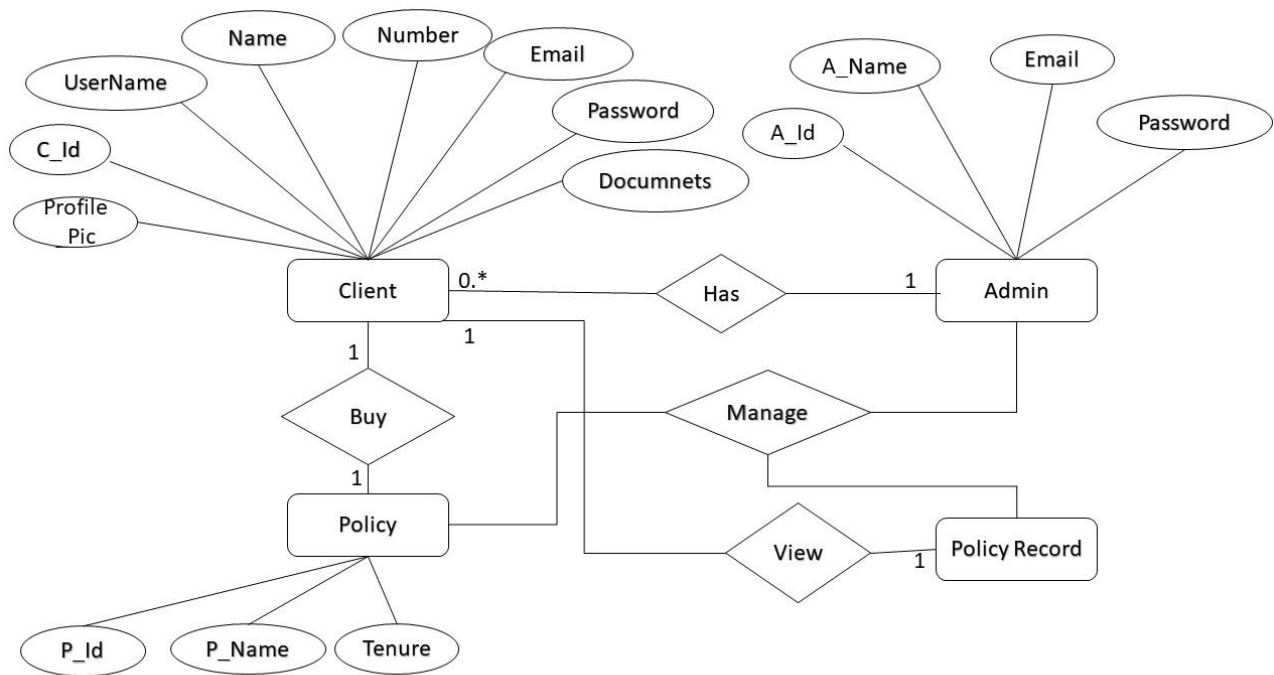 Name
Number
Email
UserName
Password
C_Id
Documnets
Profile
_Pic
A_Name
Email
A_Id
Password
Client
0.*
Has
1
Admin
1
1
Buy
Manage
1
Policy
View
1
Policy Record
P_Id
P_Name
Tenure